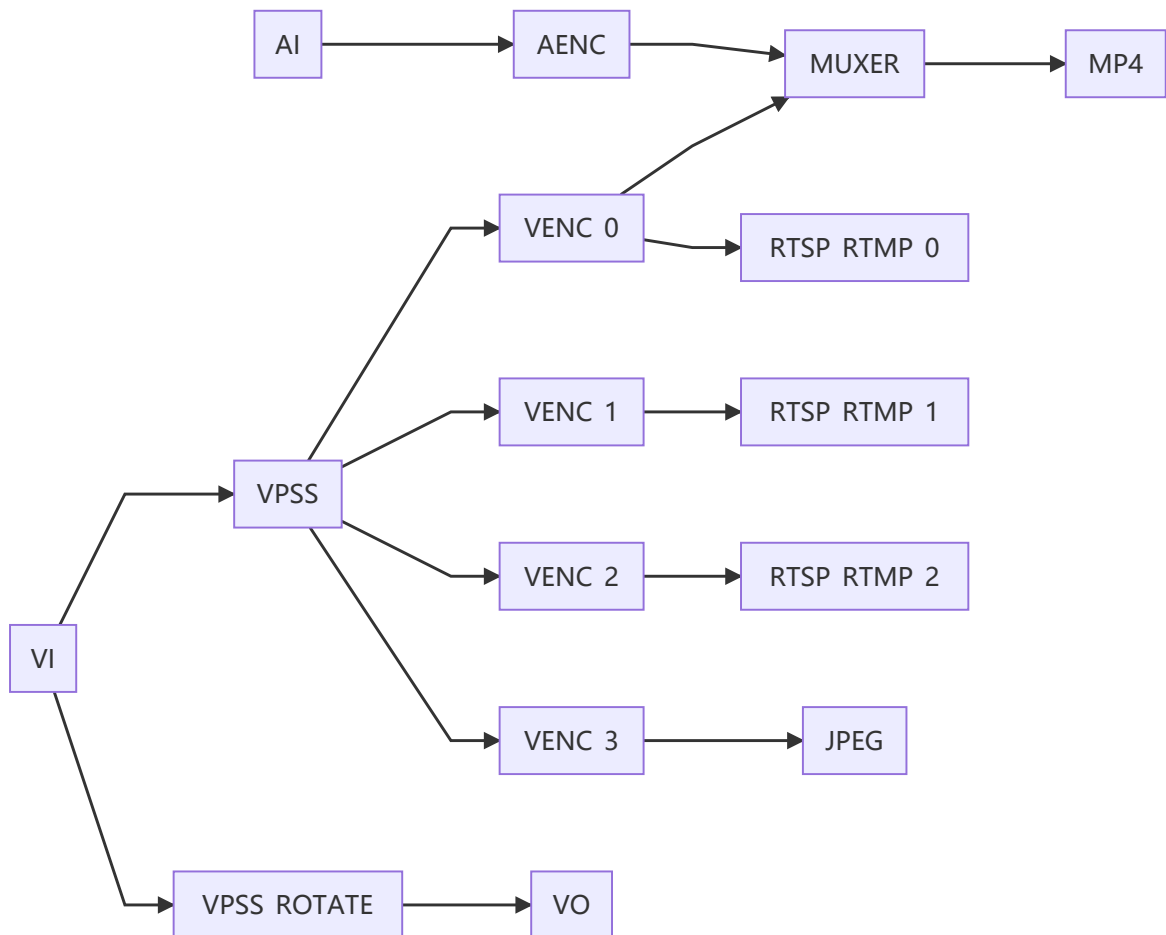 AI
AENC
MUXER
MP4
VENC 0
RTSP RTMP 0
VENC 1
RTSP RTMP 1
VPSS
VENC 2
RTSP RTMP 2
VI
VENC 3
JPEG
VPSS ROTATE
VO